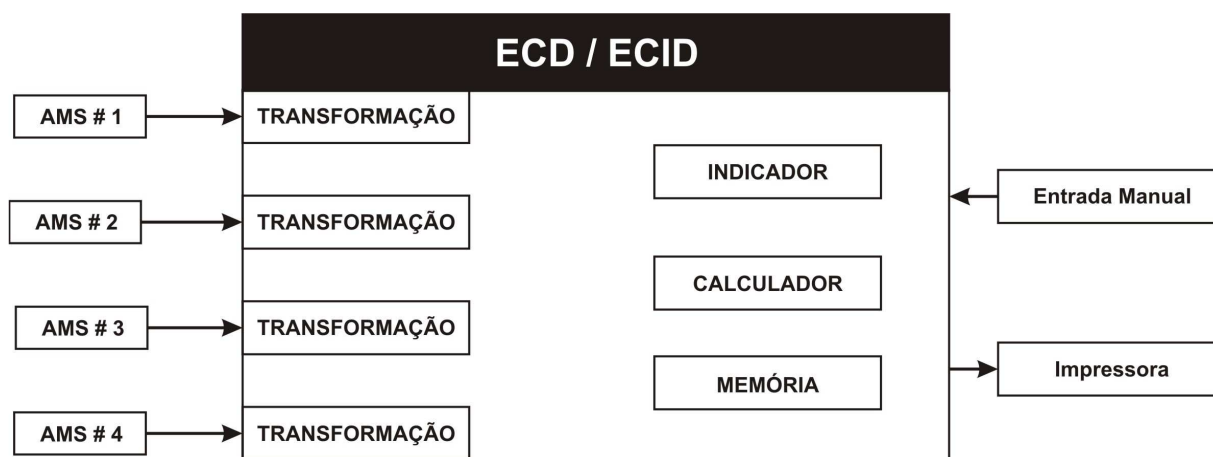 ECD / ECID
AMS # 1
TRANSFORMAÇÃO
INDICADOR
Entrada Manual
AMS # 2
TRANSFORMAÇÃO
CALCULADOR
AMS # 3
TRANSFORMAÇÃO
MEMÓRIA
Impressora
AMS # 4
TRANSFORMAÇÃO